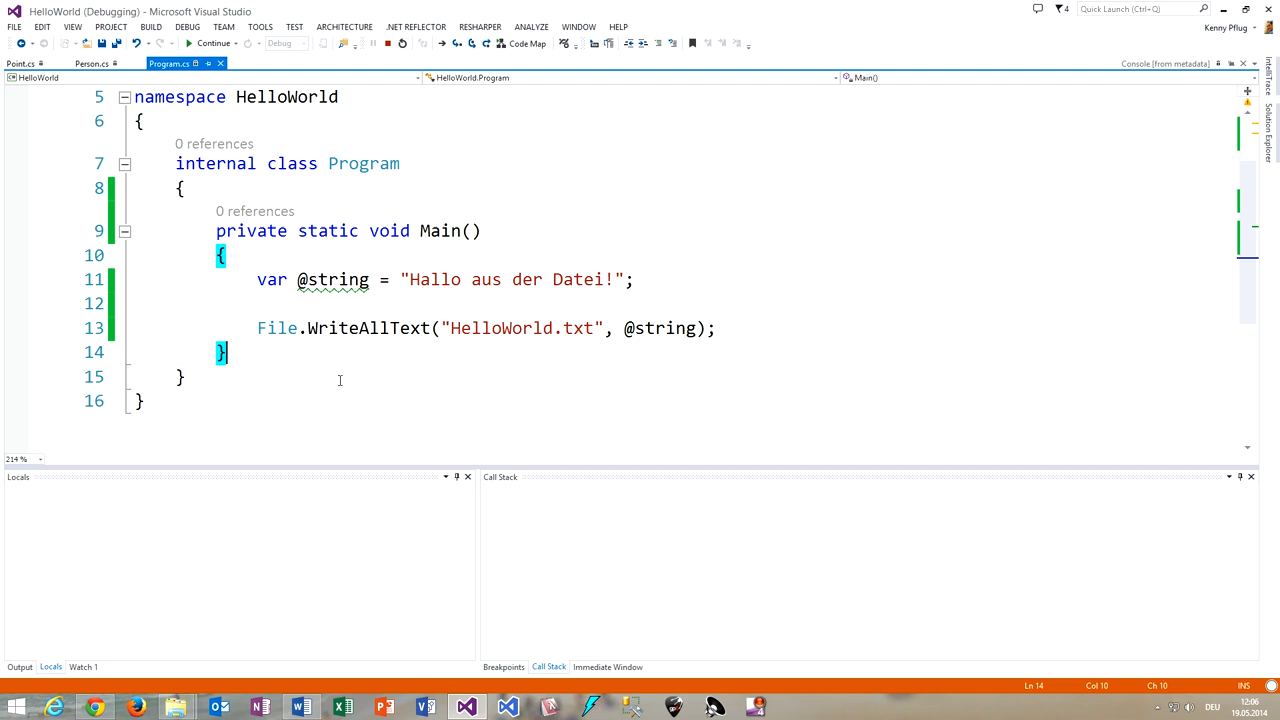 HelloWorld (Debugging) - Microsoft Visual Studio
4
Quick Launch (Ctrl+Q)
FILE EDIT VIEW PROJECT BUILD DEBUG TEAM TOOLS TEST ARCHITECTURE .NET REFLECTOR RESHARPER ANALYZE WINDOW HELP
Kenny Pflug
Continue Debug Code Map
Point.cs Person.cs Program.cs
Console [from metadata]
HelloWorld HelloWorld.Program Main()
5 namespace HelloWorld
6 {
0 references
7 internal class Program
8 {
0 references
9 private static void Main()
10 {
11 var @string = "Hallo aus der Datei!";
12
13 File.WriteAllText("HelloWorld.txt", @string);
14 }
15 }
16 }
214 %
IntelliTrace
Solution Explorer
Locals
Call Stack
Output Locals Watch 1
Breakpoints Call Stack Immediate Window
Ln 14 Col 10 Ch 10 INS
DEU
12:06
19.05.2014